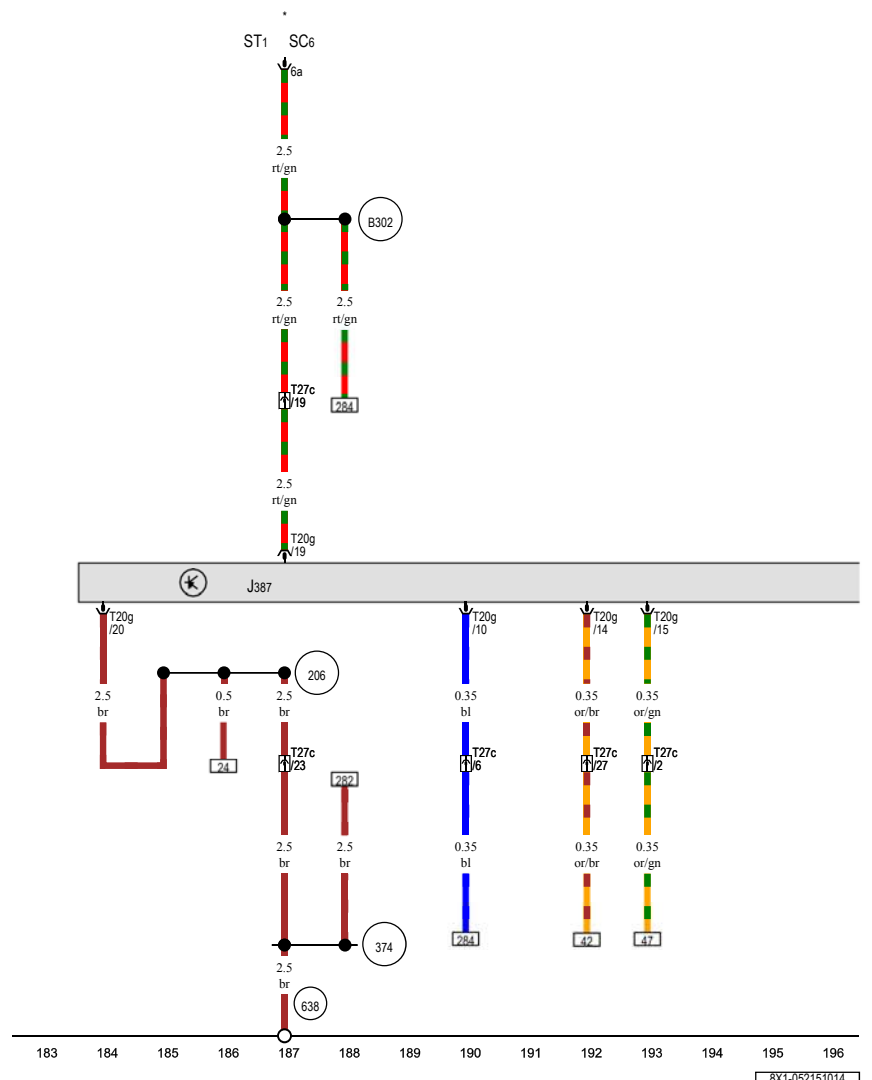 *
ST1 SC6
6a
2.5
rt/gn
B302
2.5 2.5
rt/gn rt/gn
T27c
/19
284
2.5
rt/gn
T20g
/19
J387
T20g T20g T20g T20g
/20 /10 /14 /15
206
2.5 0.5 2.5 0.35 0.35 0.35
br br br bl or/br or/gn
T27c T27c T27c T27c
/23 /6 /27 /2
24
282
2.5 2.5 0.35 0.35 0.35
br br bl or/br or/gn
284 42 47
374
2.5
br
638
183 184 185 186 187 188 189 190 191 192 193 194 195 196
8X1-052151014